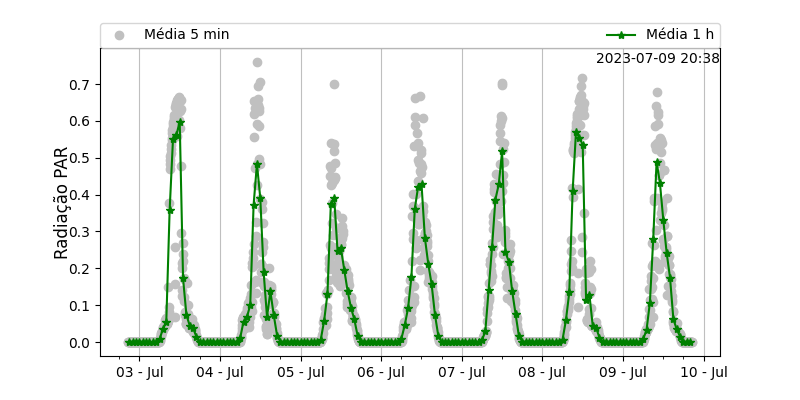 Média 5 min
Média 1 h
2023-07-09 20:38
Radiação PAR
0.7
0.6
0.5
0.4
0.3
0.2
0.1
0.0
03 - Jul
04 - Jul
05 - Jul
06 - Jul
07 - Jul
08 - Jul
09 - Jul
10 - Jul